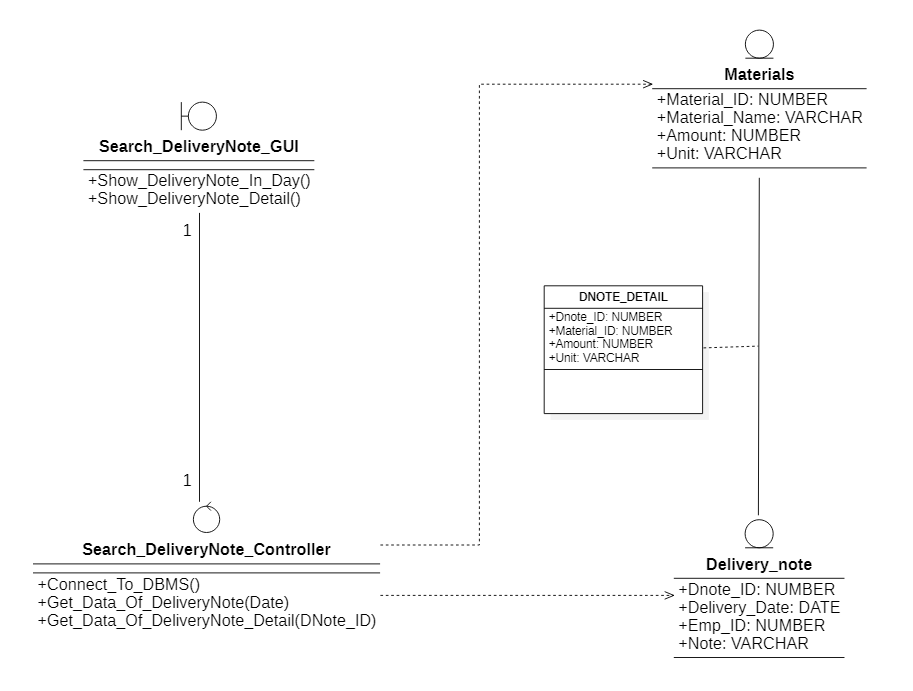 Materials
+Material_ID: NUMBER
+Material_Name: VARCHAR
+Amount: NUMBER
+Unit: VARCHAR
Search_DeliveryNote_GUI
+Show_DeliveryNote_In_Day()
+Show_DeliveryNote_Detail()
1
DNOTE_DETAIL
+Dnote_ID: NUMBER
+Material_ID: NUMBER
+Amount: NUMBER
+Unit: VARCHAR
1
Search_DeliveryNote_Controller
+Connect_To_DBMS()
+Get_Data_Of_DeliveryNote(Date)
+Get_Data_Of_DeliveryNote_Detail(DNote_ID)
Delivery_note
+Dnote_ID: NUMBER
+Delivery_Date: DATE
+Emp_ID: NUMBER
+Note: VARCHAR